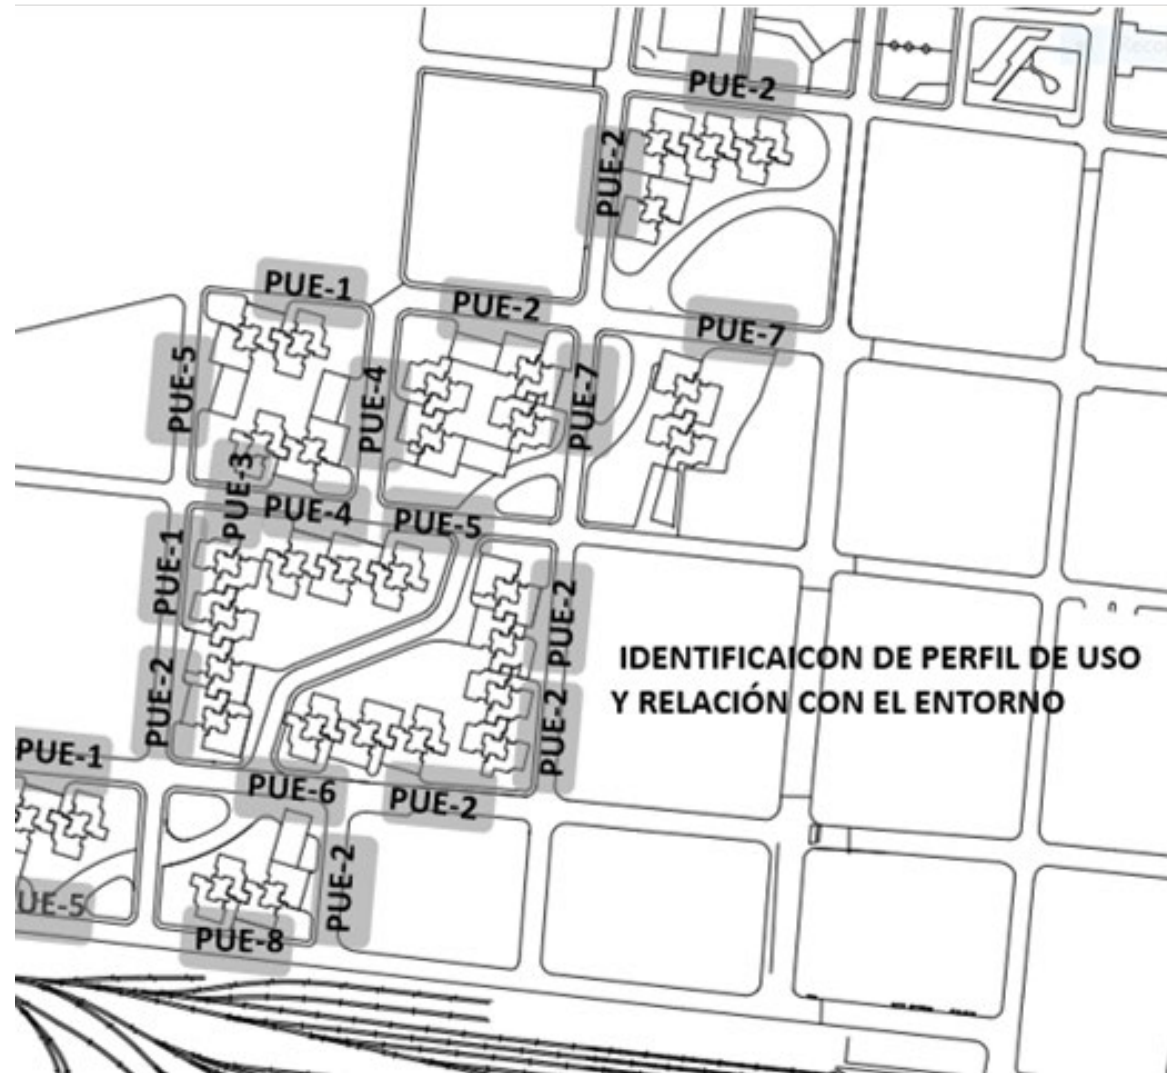 Reco
PUE-2
PUE-2
PUE-1
PUE-2
PUE-7
PUE-5
PUE-4
PUE-7
PUE-3
PUE-4
PUE-5
PUE-1
PUE-2
IDENTIFICAICON DE PERFIL DE USO
Y RELACIÓN CON EL ENTORNO
PUE-2
PUE-2
PUE-1
PUE-6
PUE-2
PUE-2
UE-5
PUE-8